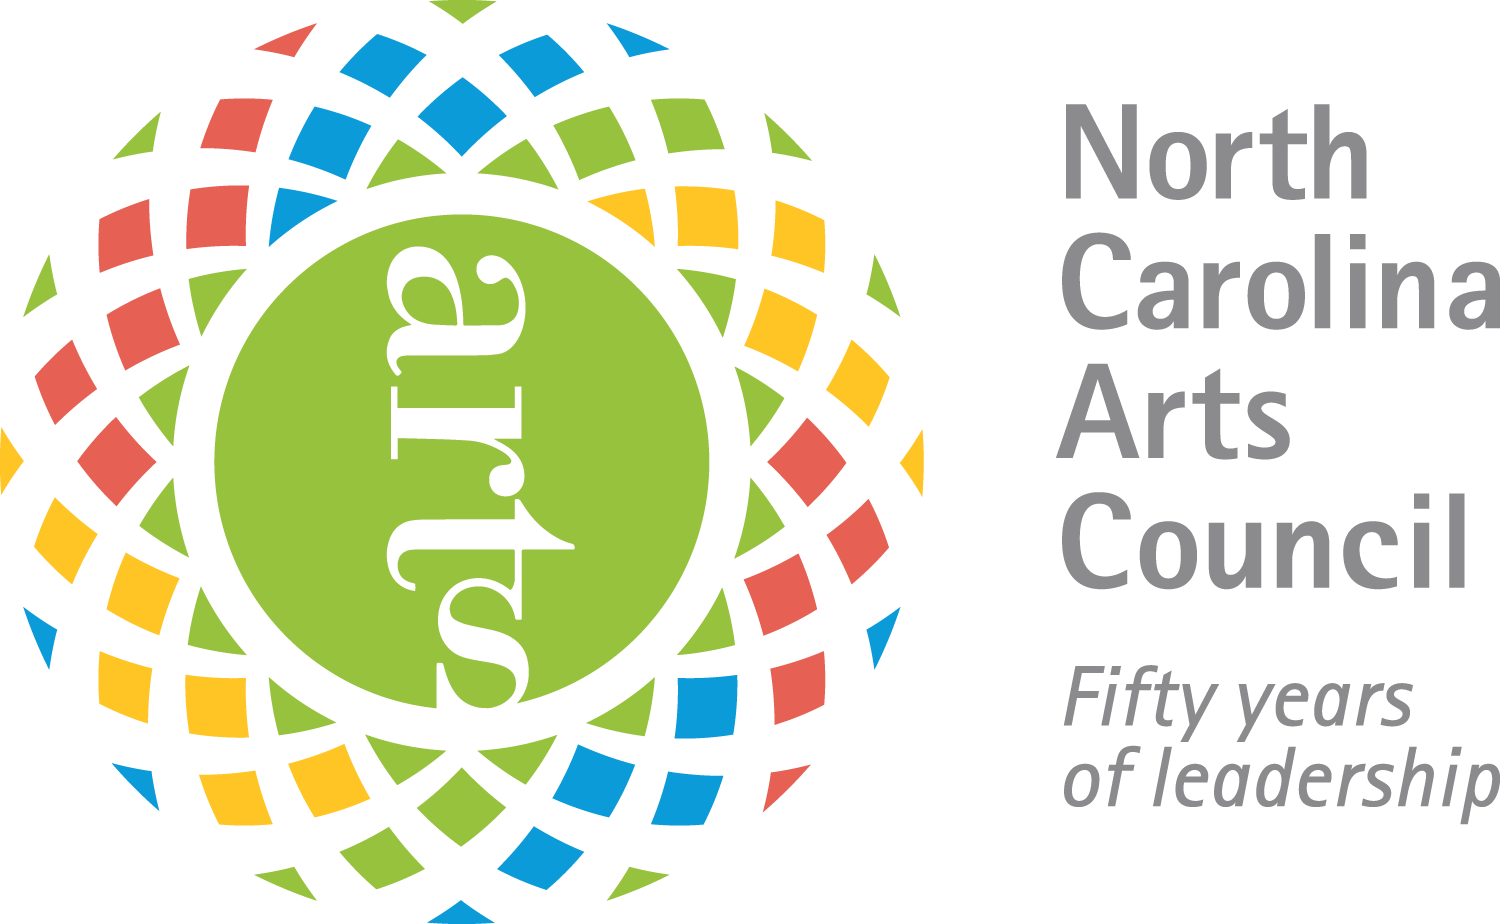 arts
North
Carolina
Arts
Council
Fifty years
of leadership